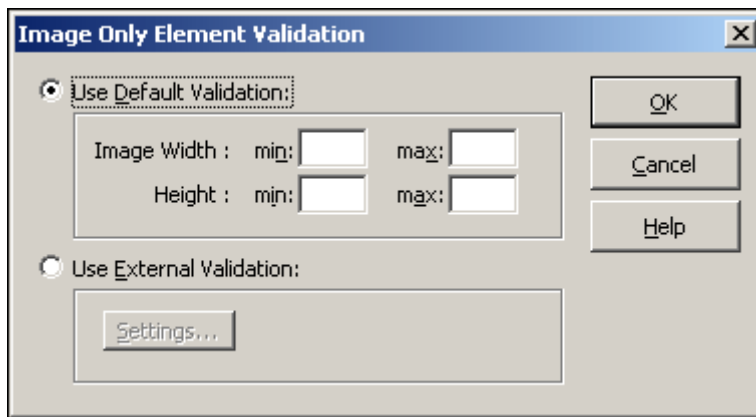 Image Only Element Validation
Use Default Validation:
OK
Image Width : min: max:
Cancel
Height : min: max:
Help
Use External Validation:
Settings...